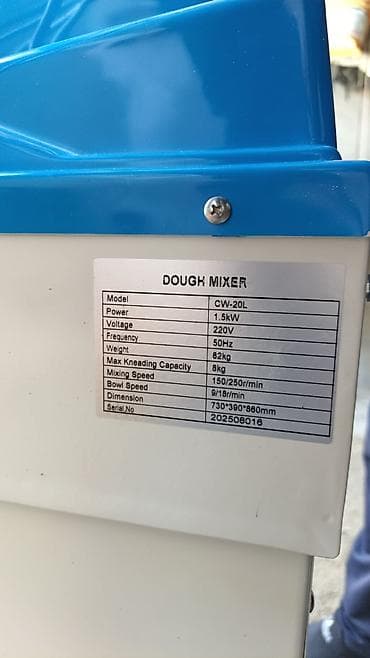 DOUGH MIXER
Model CW-20L
Power 1.5kW
Voltage 220V
Frequency 50Hz
Weight 82kg
Max Kneading Capacity 8kg
Mixing Speed 150/250r/min
Bowl Speed 9/18r/min
Dimension 730*390*860mm
Serial.No 202508016